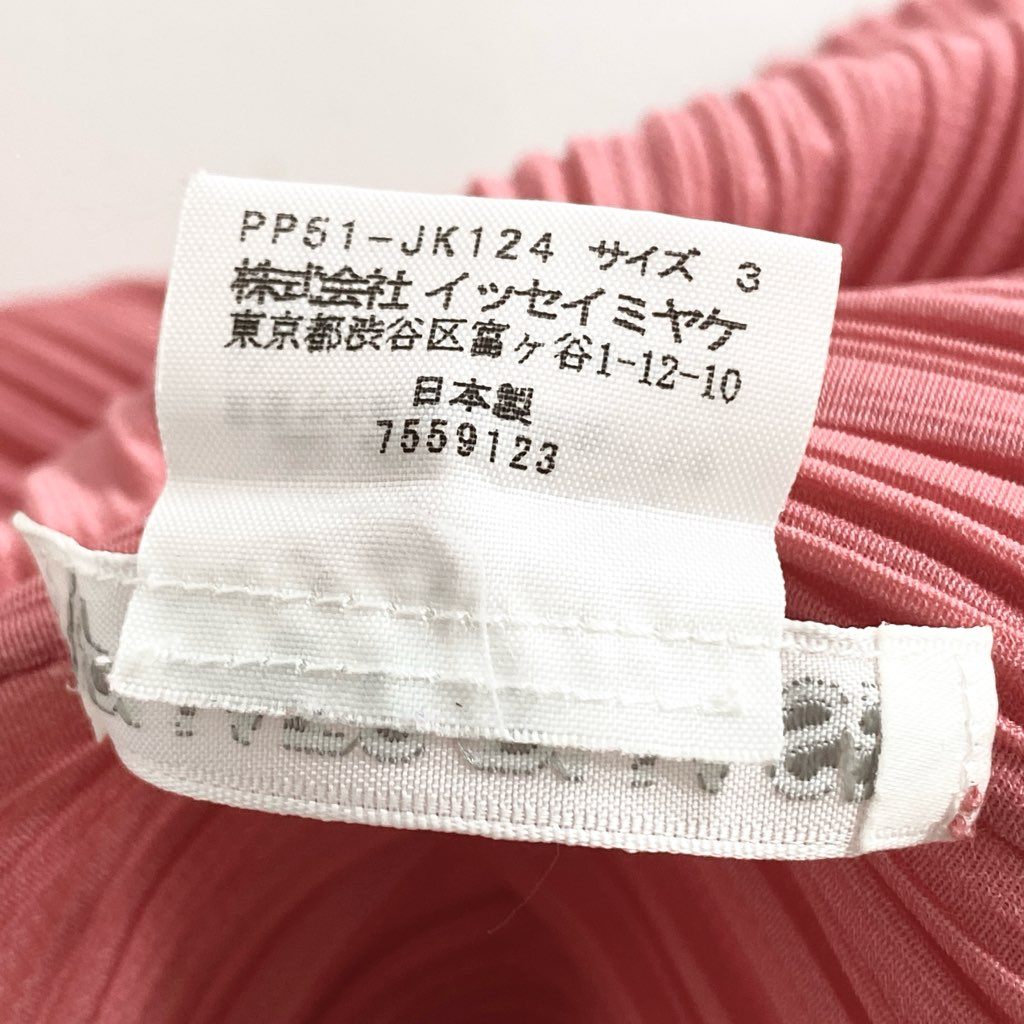 PP51-JK124 サイズ 3
株式会社 イッセイミヤケ
東京都渋谷区富ヶ谷1-12-10
日本製
7559123